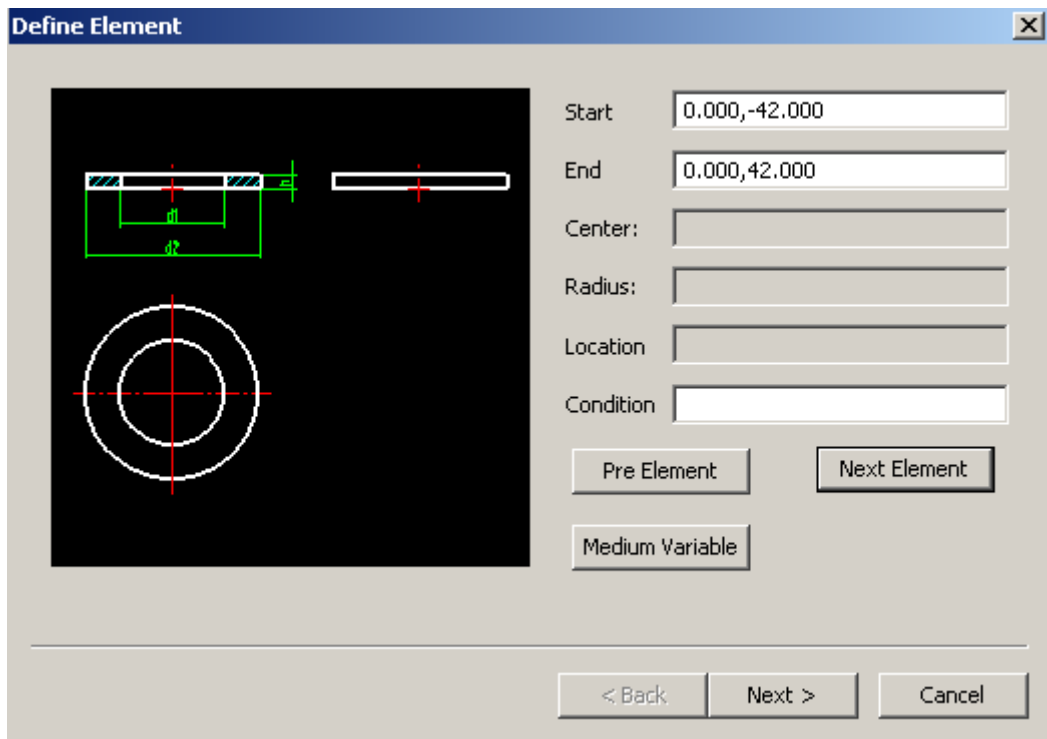 Define Element
Start 0.000,-42.000
End 0.000,42.000
Center:
Radius:
Location
Condition
d1
d2
Pre Element Next Element
Medium Variable
< Back Next > Cancel